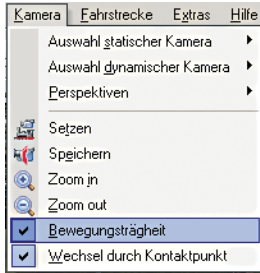 Kamera Fahrstrecke Extras Hilfe
Auswahl statischer Kamera
Auswahl dynamischer Kamera
Perspektiven
Setzen
Speichern
Zoom in
Zoom out
Bewegungsträgheit
Wechsel durch Kontaktpunkt